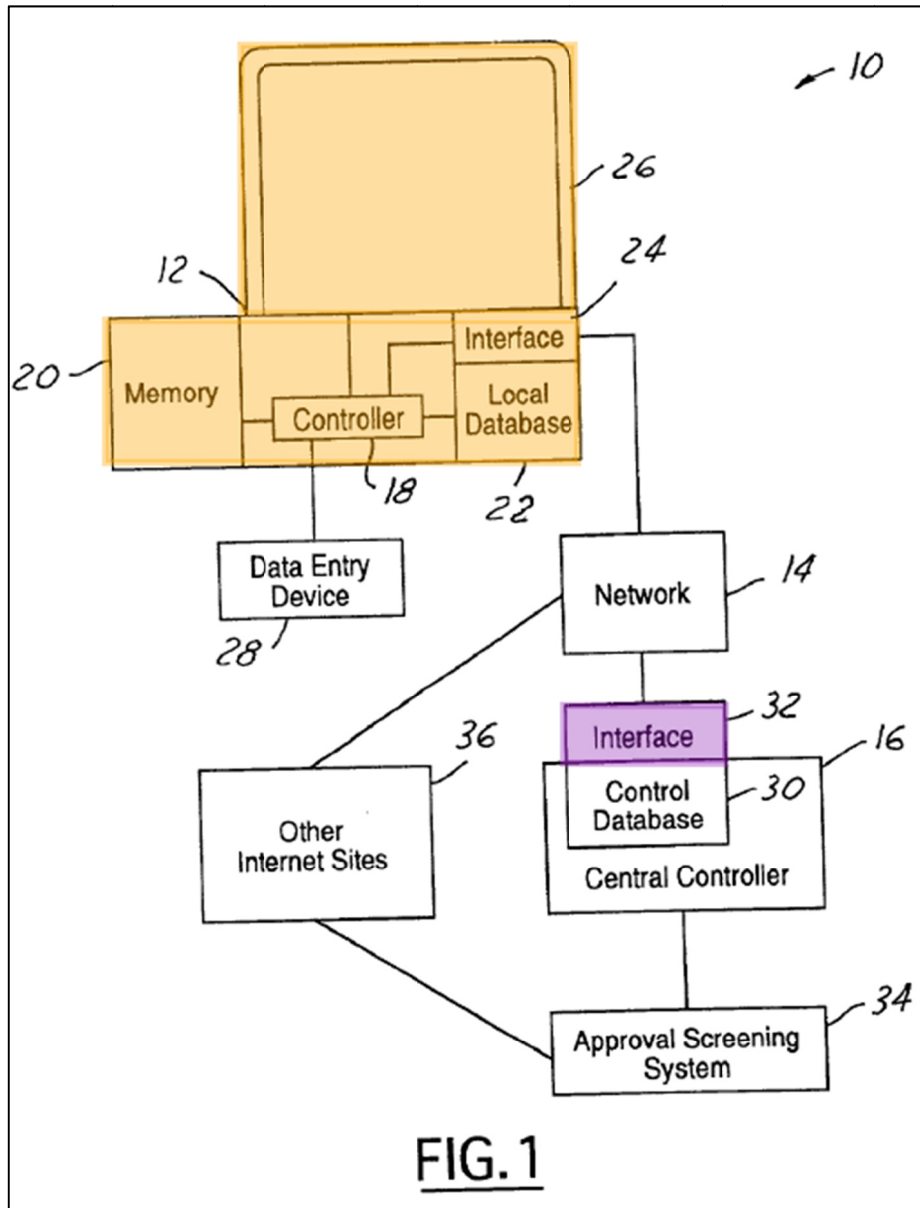 10
26
12
24
20
Memory
Interface
Controller
Local
Database
18
22
Data Entry
Device
28
Network
14
Interface
32
16
36
Other
Internet Sites
Control
Database
30
Central Controller
34
Approval Screening
System
FIG. 1